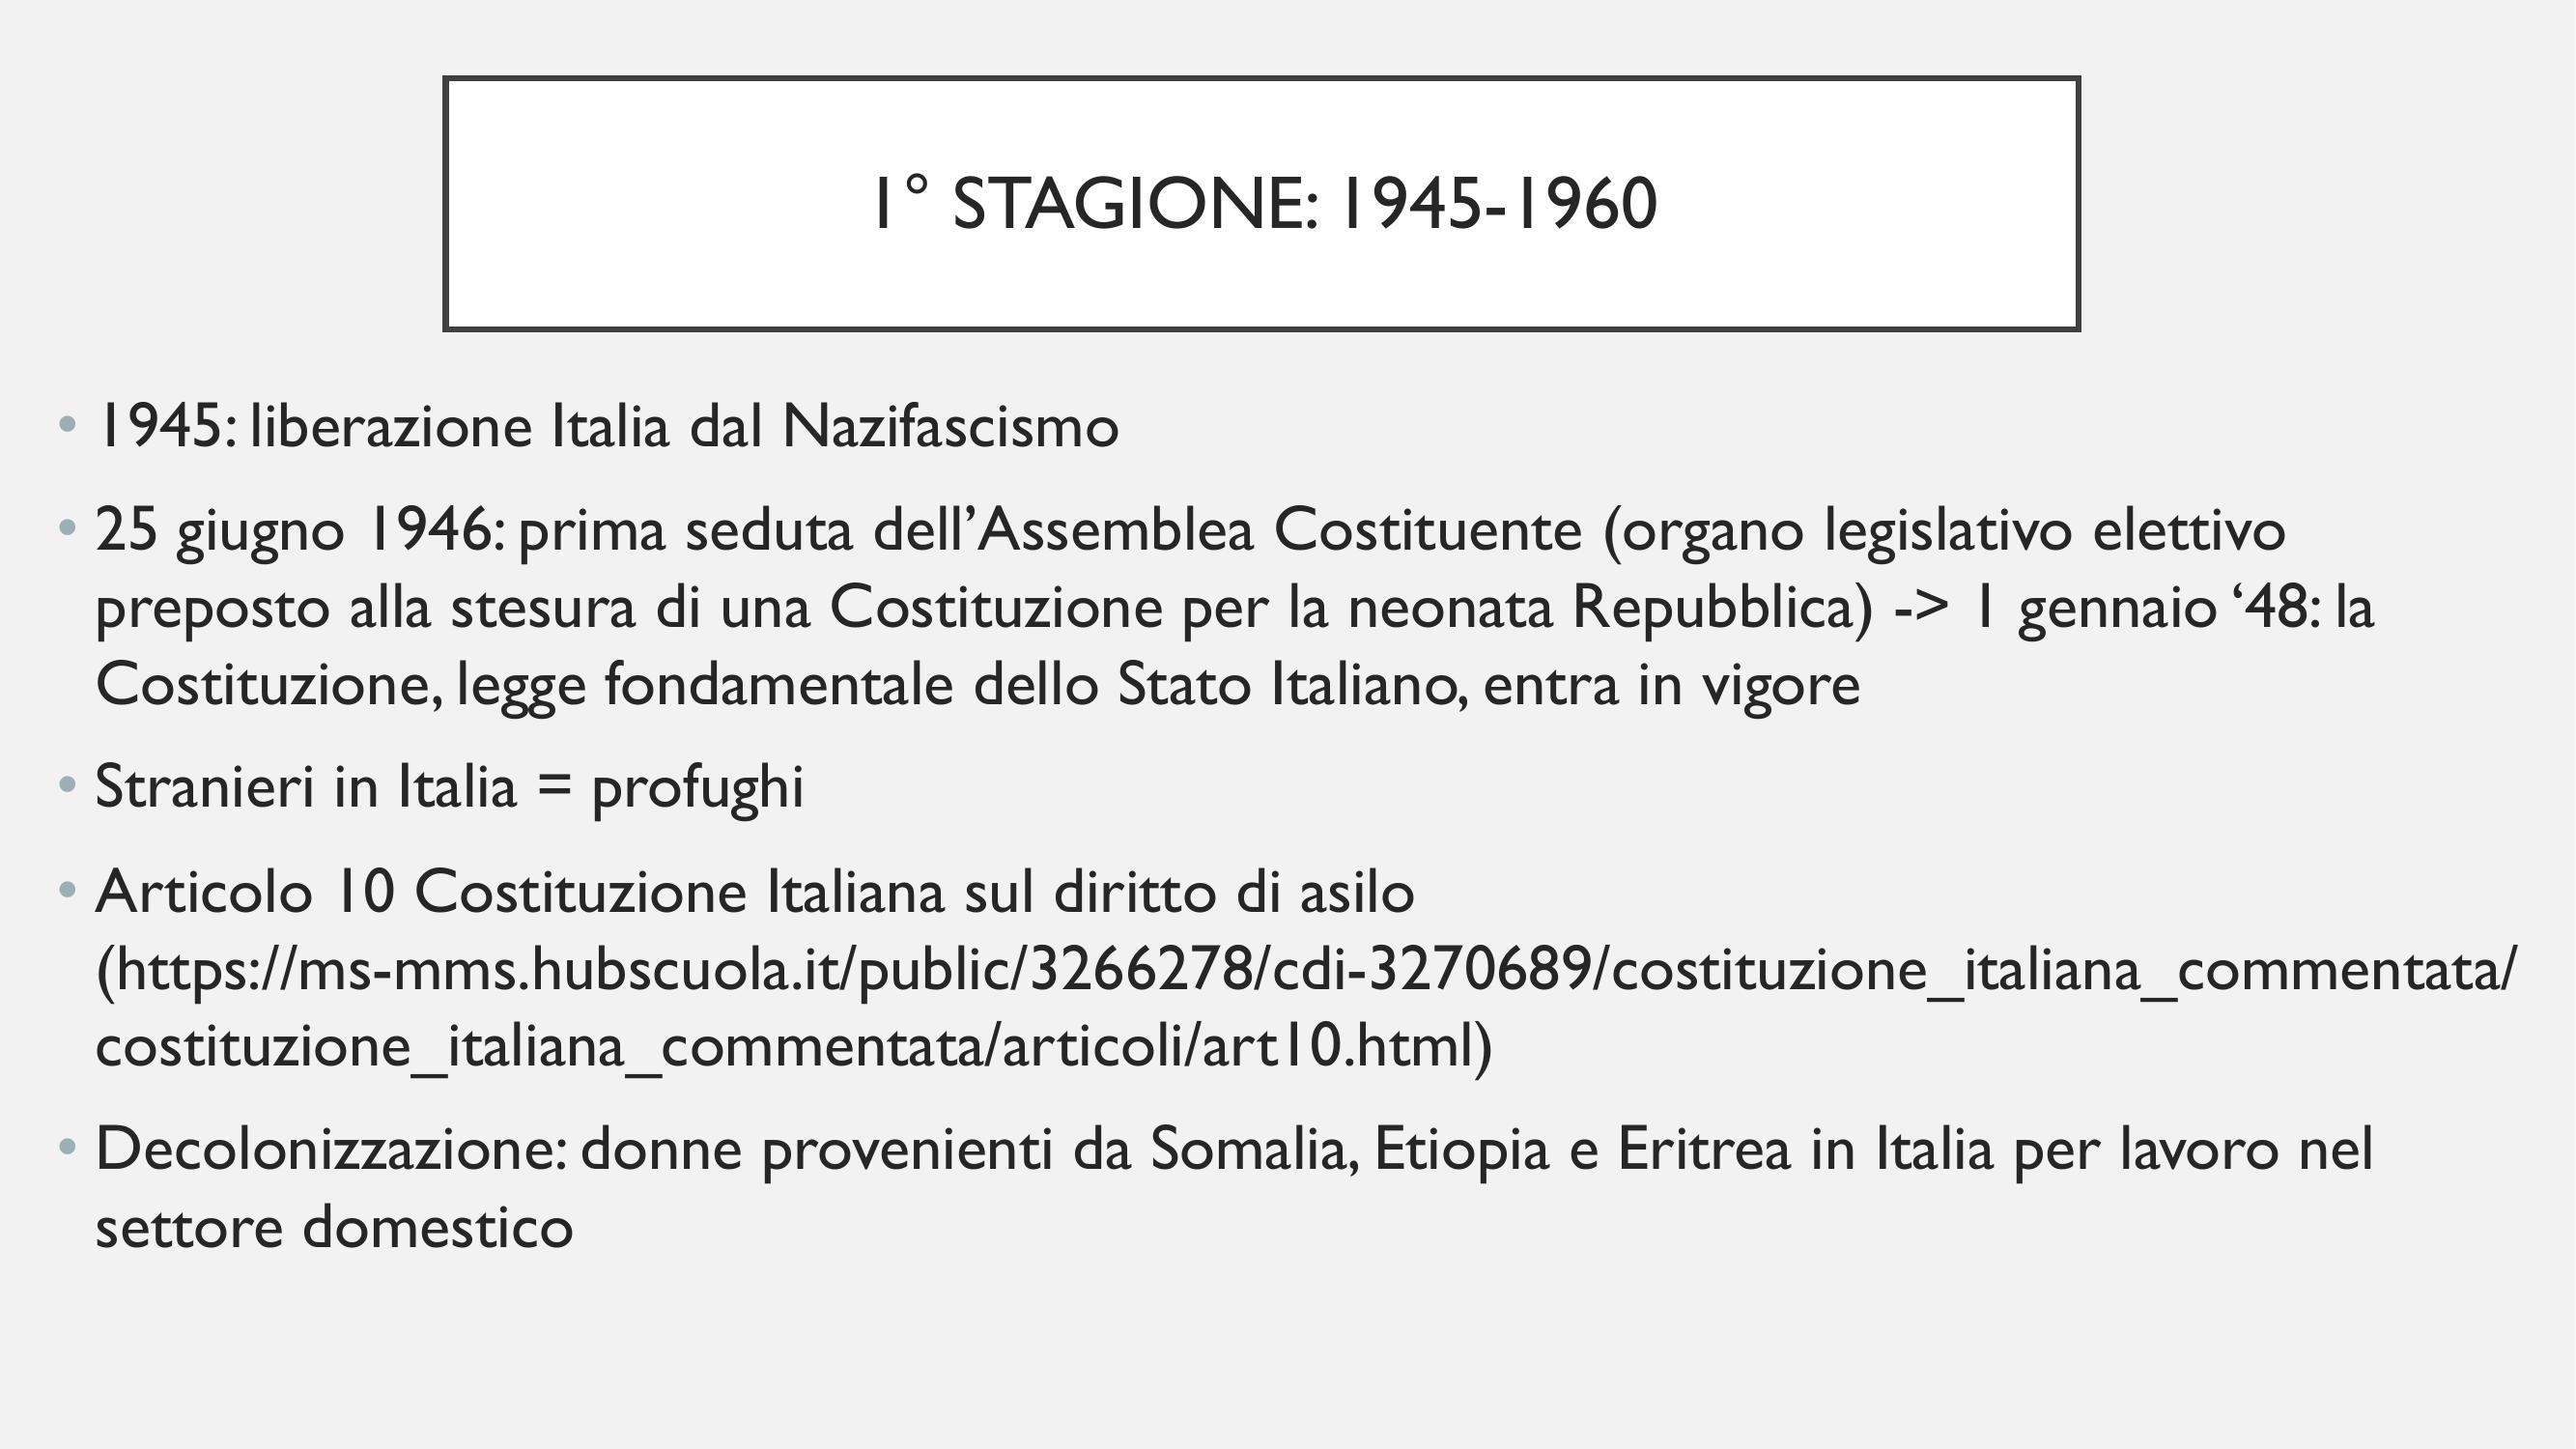 1° STAGIONE: 1945-1960
• 1945: liberazione Italia dal Nazifascismo
• 25 giugno 1946: prima seduta dell’Assemblea Costituente (organo legislativo elettivo
preposto alla stesura di una Costituzione per la neonata Repubblica) -> 1 gennaio ‘48: la
Costituzione, legge fondamentale dello Stato Italiano, entra in vigore
• Stranieri in Italia = profughi
• Articolo 10 Costituzione Italiana sul diritto di asilo
(https://ms-mms.hubscuola.it/public/3266278/cdi-3270689/costituzione_italiana_commentata/
costituzione_italiana_commentata/articoli/art10.html)
• Decolonizzazione: donne provenienti da Somalia, Etiopia e Eritrea in Italia per lavoro nel
settore domestico